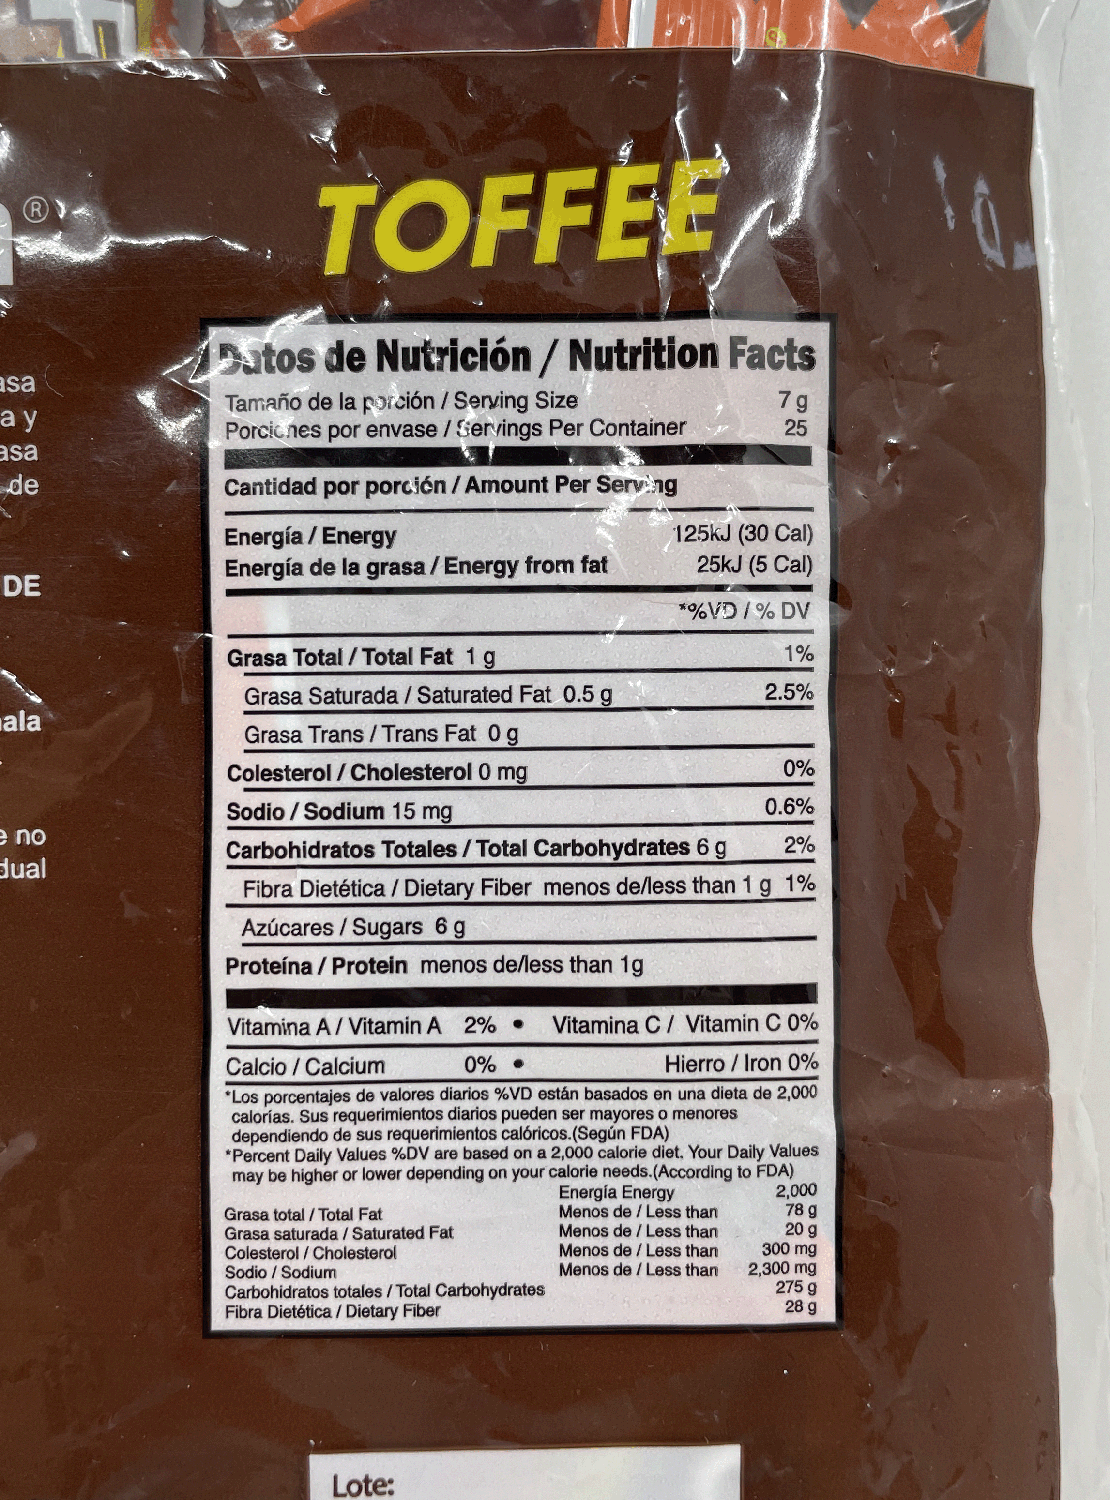 ®
TOFFEE
asa
a y
asa
de
DE
ala
e no
dual
Datos de Nutrición / Nutrition Facts
Tamaño de la porción / Serving Size 7 g
Porciones por envase / Servings Per Container 25
Cantidad por porción / Amount Per Serving
Energía / Energy 125kJ (30 Cal)
Energía de la grasa / Energy from fat 25kJ (5 Cal)
*%VD / % DV
Grasa Total / Total Fat 1 g 1%
Grasa Saturada / Saturated Fat 0.5 g 2.5%
Grasa Trans / Trans Fat 0 g
Colesterol / Cholesterol 0 mg 0%
Sodio / Sodium 15 mg 0.6%
Carbohidratos Totales / Total Carbohydrates 6 g 2%
Fibra Dietética / Dietary Fiber menos de/less than 1 g 1%
Azúcares / Sugars 6 g
Proteína / Protein menos de/less than 1g
Vitamina A / Vitamin A 2% • Vitamina C / Vitamin C 0%
Calcio / Calcium 0% • Hierro / Iron 0%
*Los porcentajes de valores diarios %VD están basados en una dieta de 2,000
calorías. Sus requerimientos diarios pueden ser mayores o menores
dependiendo de sus requerimientos calóricos.(Según FDA)
*Percent Daily Values %DV are based on a 2,000 calorie diet. Your Daily Values
may be higher or lower depending on your calorie needs.(According to FDA)
Energía Energy 2,000
Grasa total / Total Fat Menos de / Less than 78 g
Grasa saturada / Saturated Fat Menos de / Less than 20 g
Colesterol / Cholesterol Menos de / Less than 300 mg
Sodio / Sodium Menos de / Less than 2,300 mg
Carbohidratos totales / Total Carbohydrates 275 g
Fibra Dietética / Dietary Fiber 28 g
Lote: